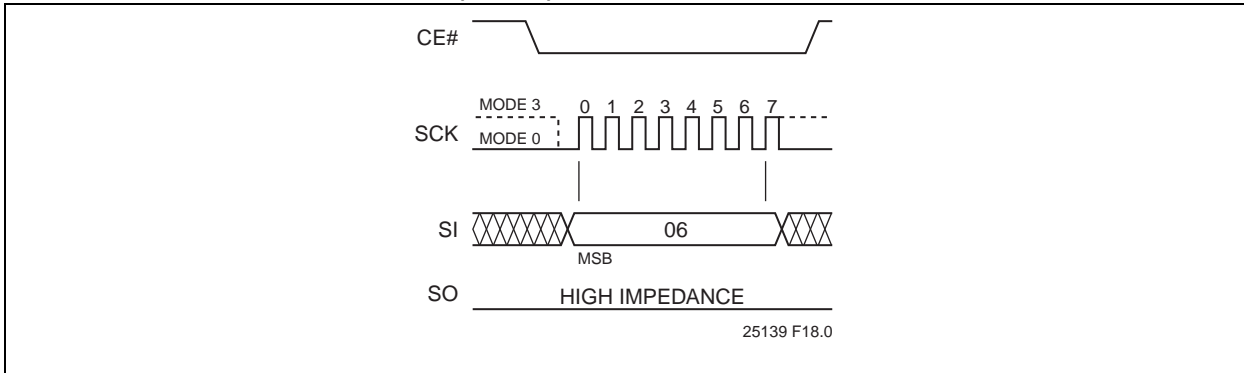 CE#
MODE 3
0 1 2 3 4 5 6 7
SCK
MODE 0
SI
06
MSB
SO
HIGH IMPEDANCE
25139 F18.0